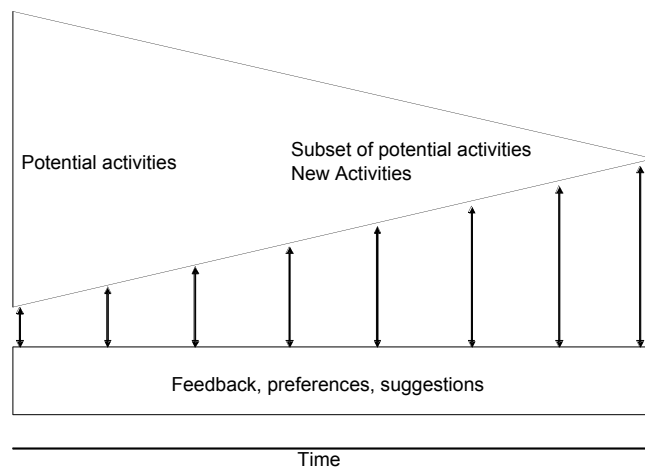 Potential activities
Subset of potential activities
New Activities
Feedback, preferences, suggestions
Time